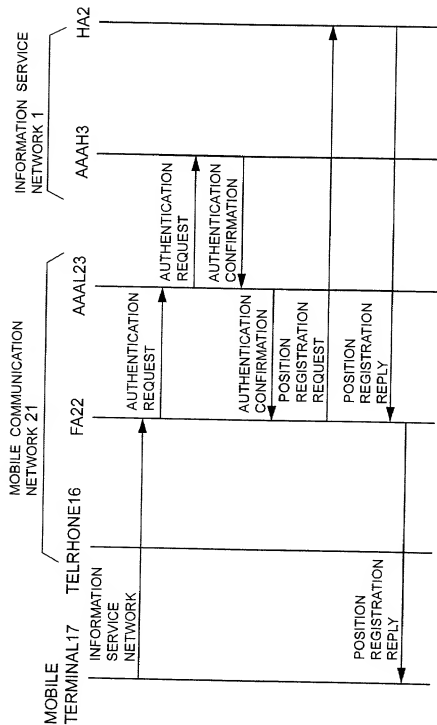 MOBILE COMMUNICATION
NETWORK 21
INFORMATION SERVICE
NETWORK 1
MOBILE
TERMINAL17
TELRHONE16
FA22
AAAL23
AAAH3
HA2
INFORMATION
SERVICE
NETWORK
AUTHENTICATION
REQUEST
AUTHENTICATION
REQUEST
AUTHENTICATION
CONFIRMATION
AUTHENTICATION
CONFIRMATION
POSITION
REGISTRATION
REQUEST
POSITION
REGISTRATION
REPLY
POSITION
REGISTRATION
REPLY